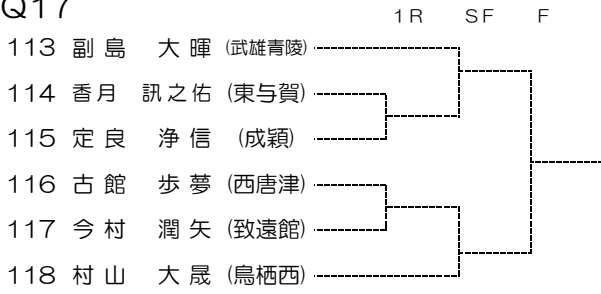 Q17
1R SF F
113 副島 大暉 (武雄青陵)
114 香月 訊之佑 (東与賀)
115 定良 浄信 (成穎)
116 古館 歩夢 (西唐津)
117 今村 潤矢 (致遠館)
118 村山 大晟 (鳥栖西)